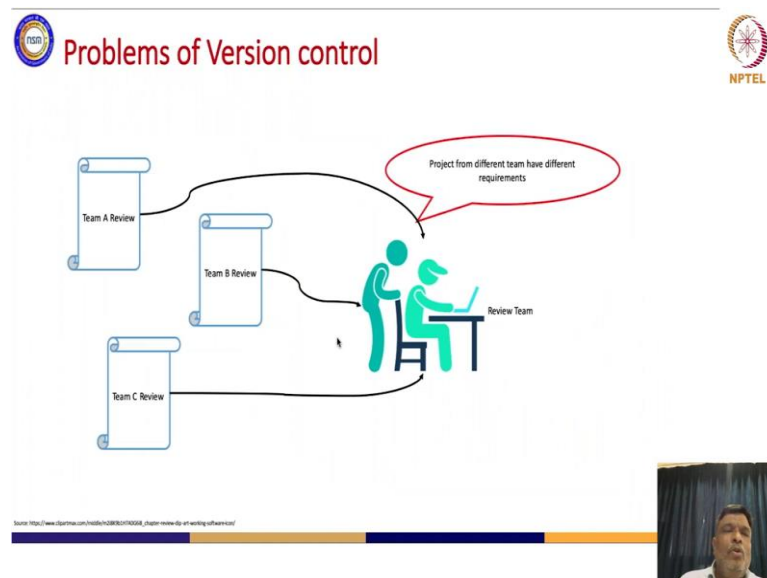 nsm
Problems of Version control
NPTEL
Project from different team have different
requirements
Team A Review
Team B Review
Review Team
Team C Review